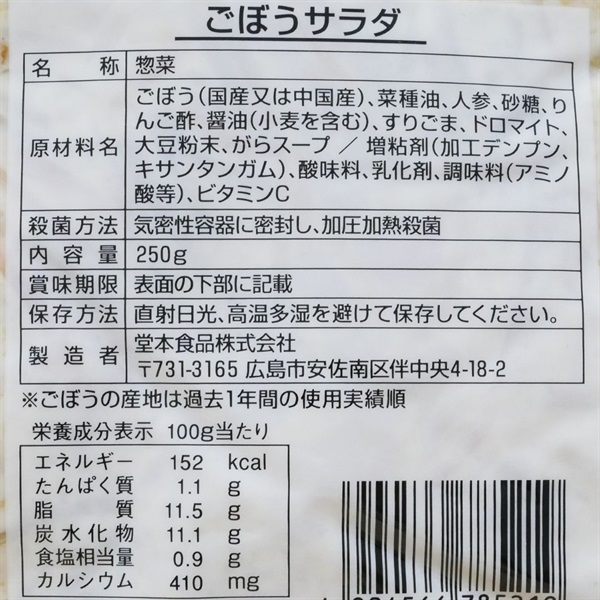 ごぼうサラダ
名 称 惣菜
原材料名 ごぼう(国産又は中国産)、菜種油、人参、砂糖、り
んご酢、醤油(小麦を含む)、すりごま、ドロマイト、
大豆粉末、がらスープ ／ 増粘剤(加工デンプン、
キサンタンガム)、酸味料、乳化剤、調味料(アミノ
酸等)、ビタミンC
殺菌方法 気密性容器に密封し、加圧加熱殺菌
内 容 量 250g
賞味期限 表面の下部に記載
保存方法 直射日光、高温多湿を避けて保存してください。
製 造 者 堂本食品株式会社
〒731-3165 広島市安佐南区伴中央4-18-2
※ごぼうの産地は過去1年間の使用実績順
栄養成分表示 100g当たり
エネルギー 152 kcal
たんぱく質 1.1 g
脂 質 11.5 g
炭水化物 11.1 g
食塩相当量 0.9 g
カルシウム 410 mg